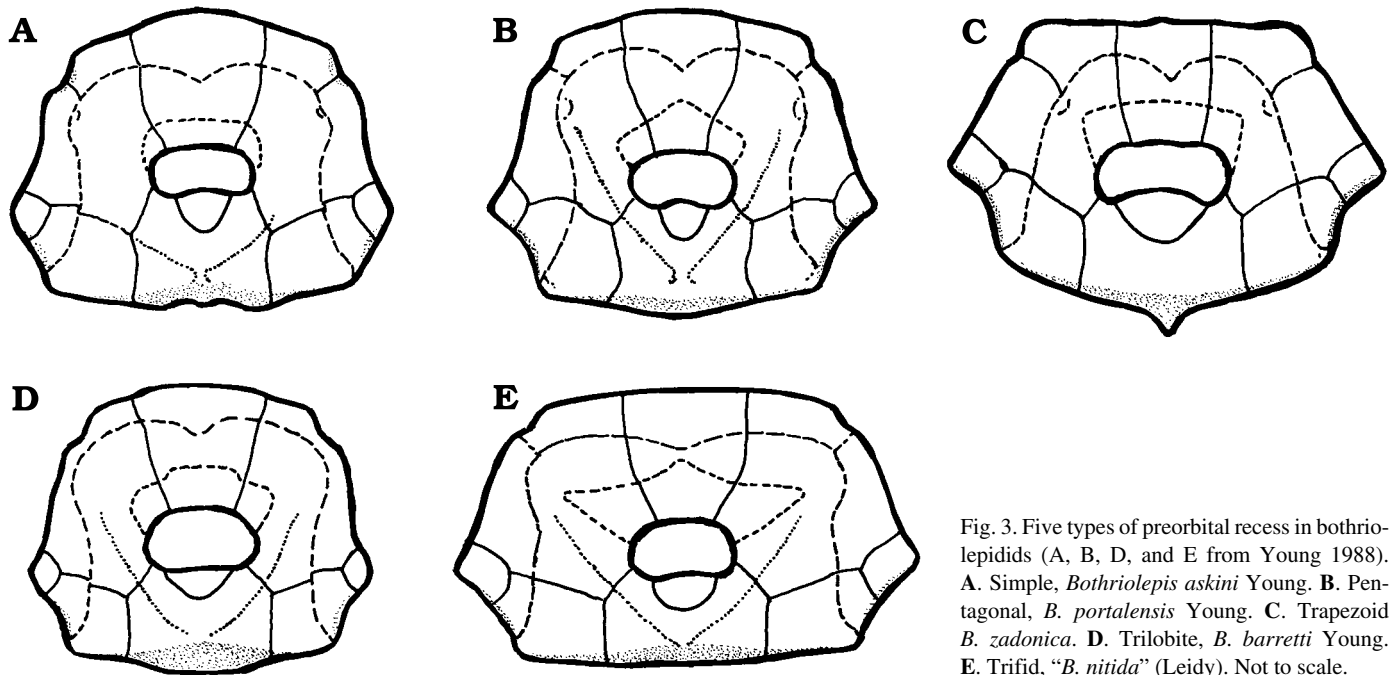 A
B
C
D
E
Fig. 3. Five types of preorbital recess in bothrio-
lepidids (A, B, D, and E from Young 1988).
A. Simple, Bothriolepis askini Young. B. Pen-
tagonal, B. portalensis Young. C. Trapezoid
B. zadonica. D. Trilobite, B. barretti Young.
E. Trifid, “B. nitida” (Leidy). Not to scale.